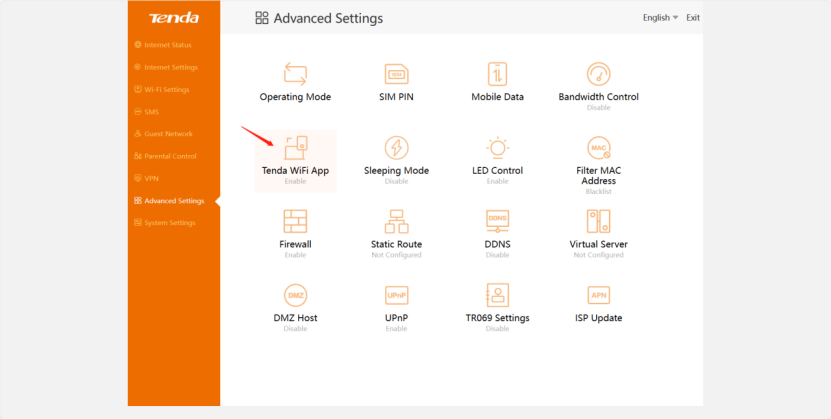 Tenda
Advanced Settings
English
Exit
Internet Status
Internet Settings
Wi-Fi Settings
SMS
Guest Network
Parental Control
VPN
Advanced Settings
System Settings
SIM
Operating Mode
SIM PIN
Mobile Data
Bandwidth Control
Disable
MAC
Tenda WiFi App
Sleeping Mode
LED Control
Filter MAC
Address
Enable
Disable
Enable
Blacklist
DDNS
Firewall
Static Route
DDNS
Virtual Server
Enable
Not Configured
Disable
Not Configured
DMZ
UPnP
APN
DMZ Host
UPnP
TR069 Settings
ISP Update
Disable
Enable
Disable